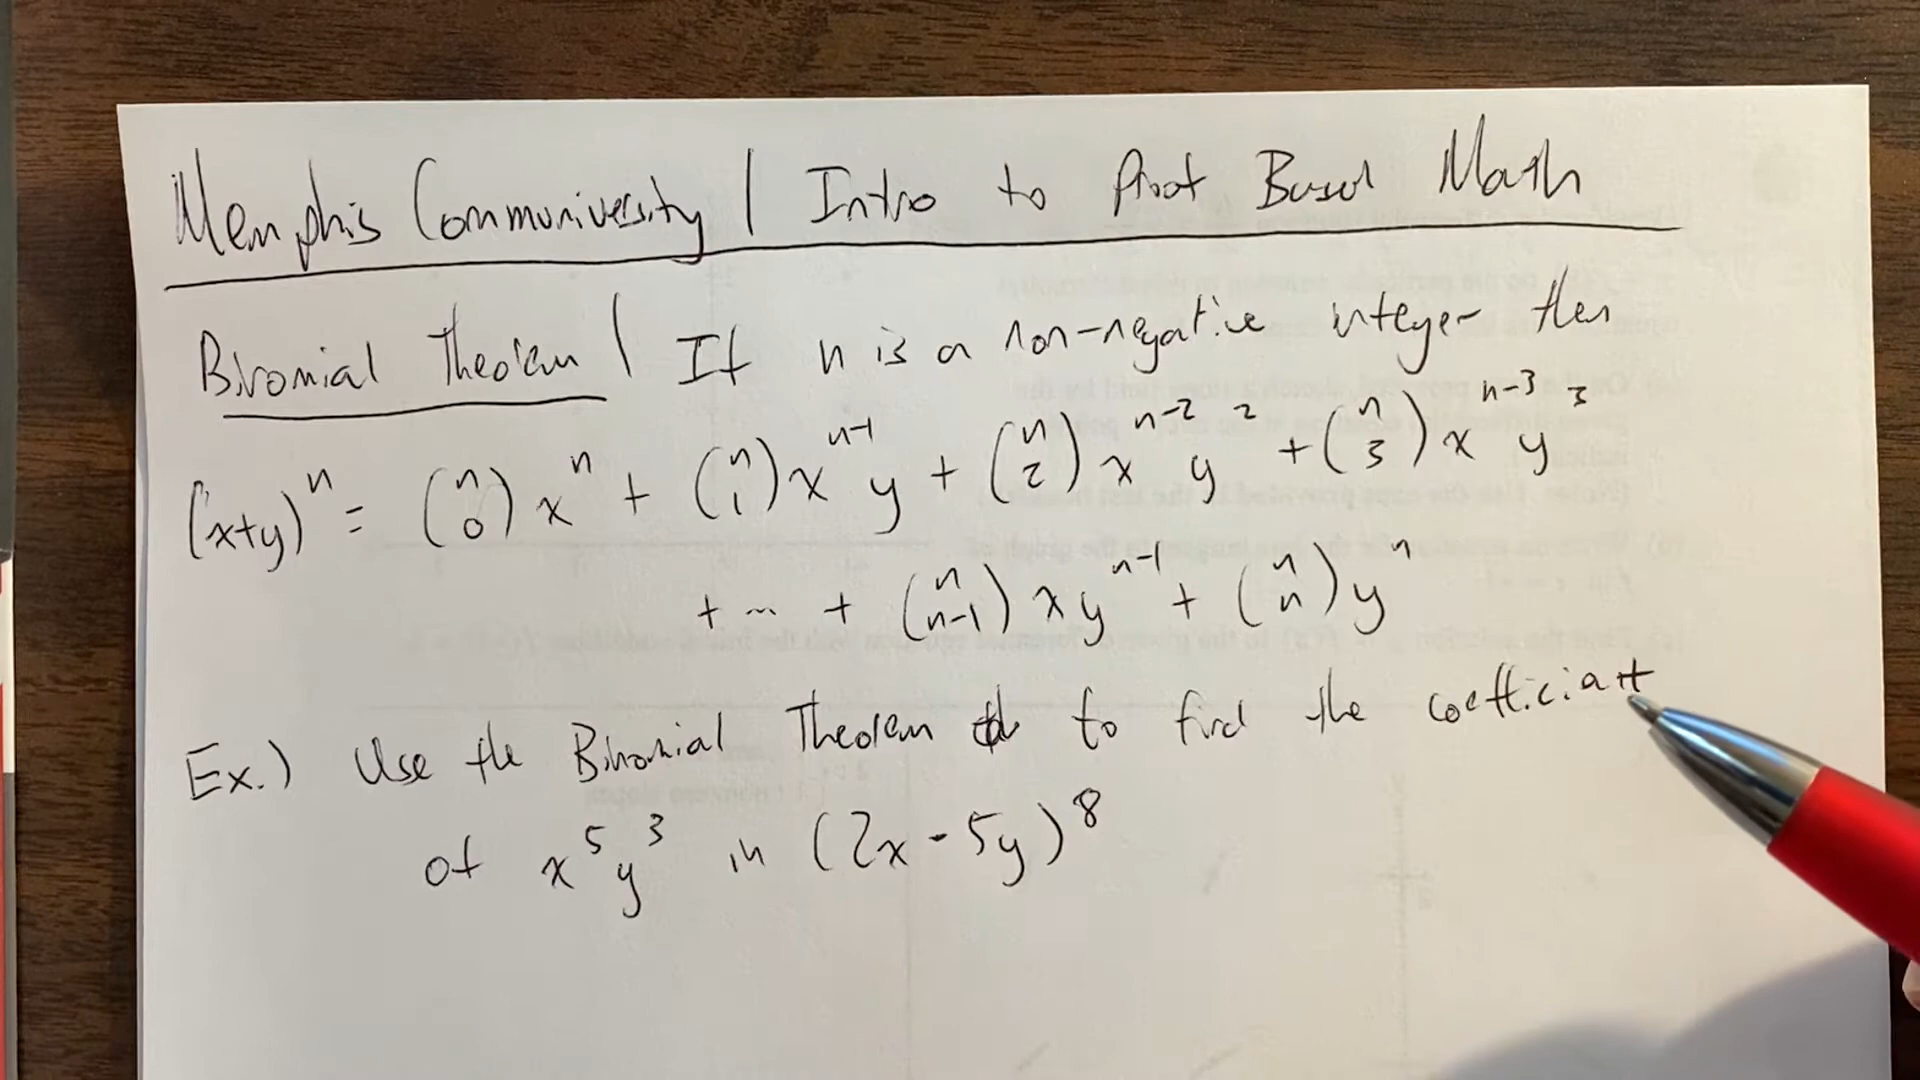 Memphis Communiversity | Intro to Proof Based Math
Binomial Theorem | If n is a non-negative integer then
(x+y)^n = (n 0) x^n + (n 1) x^{n-1} y + (n 2) x^{n-2} y^2 + (n 3) x^{n-3} y^3
+ ... + (n n-1) x y^{n-1} + (n n) y^n
Ex.) Use the Binomial Theorem to find the coefficient
of x^5 y^3 in (2x - 5y)^8